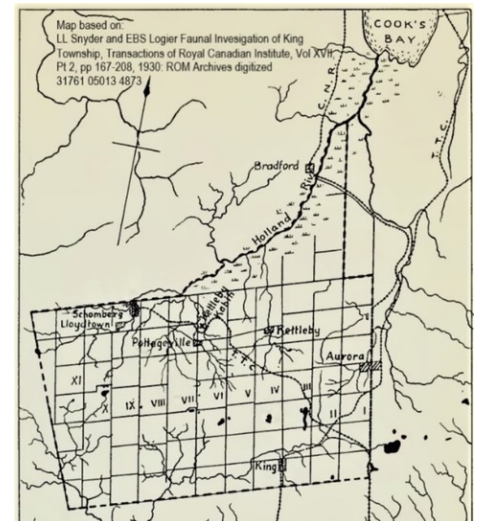 Map based on:
LL Snyder and EBS Logier Faunal Invesigation of King
Township, Transactions of Royal Canadian Institute, Vol XVII,
Pt 2, pp 167-208, 1930: ROM Archives digitized
31761 05013 4873
COOK'S
BAY
C.N.R.
T.T.C.
Bradford
Holland River
Schomberg
Lloydtown
Kettleby
Pottageville
Kettleby
T.T.C.
Aurora
XI
X
IX
VIII
VII
VI
V
IV
III
II
I
King